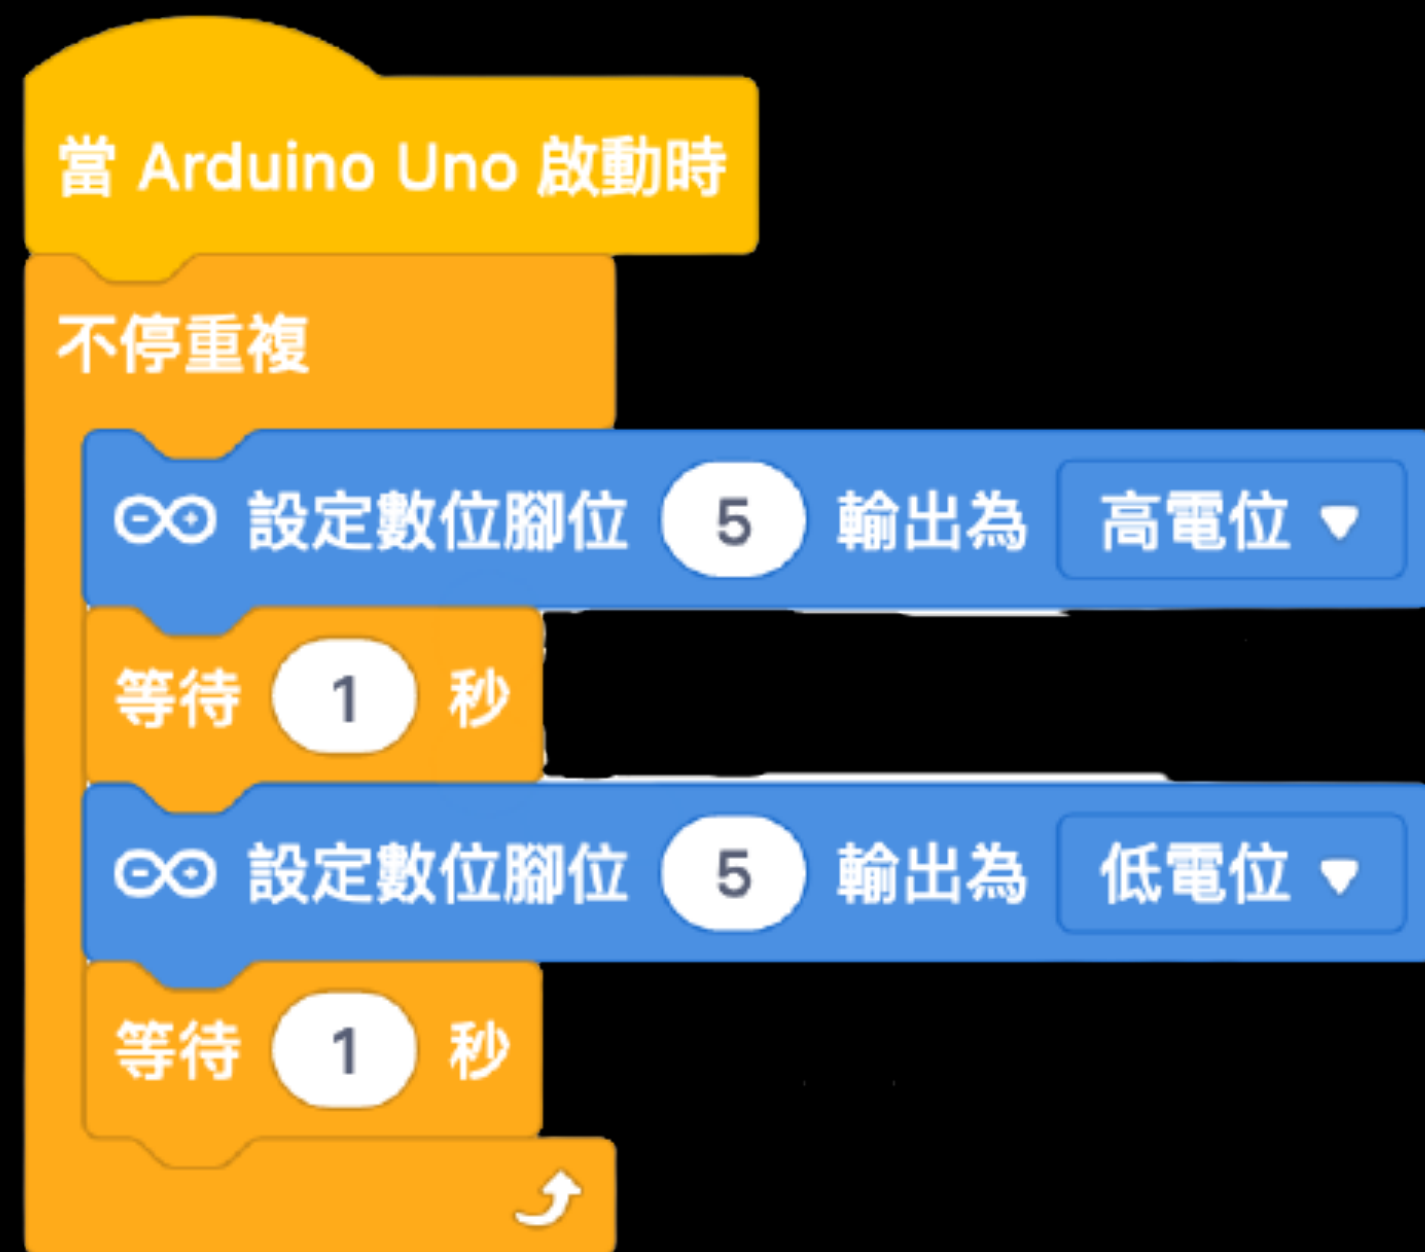 當 Arduino Uno 啟動時
不停重複
設定數位腳位 5 輸出為 高電位
等待 1 秒
設定數位腳位 5 輸出為 低電位
等待 1 秒